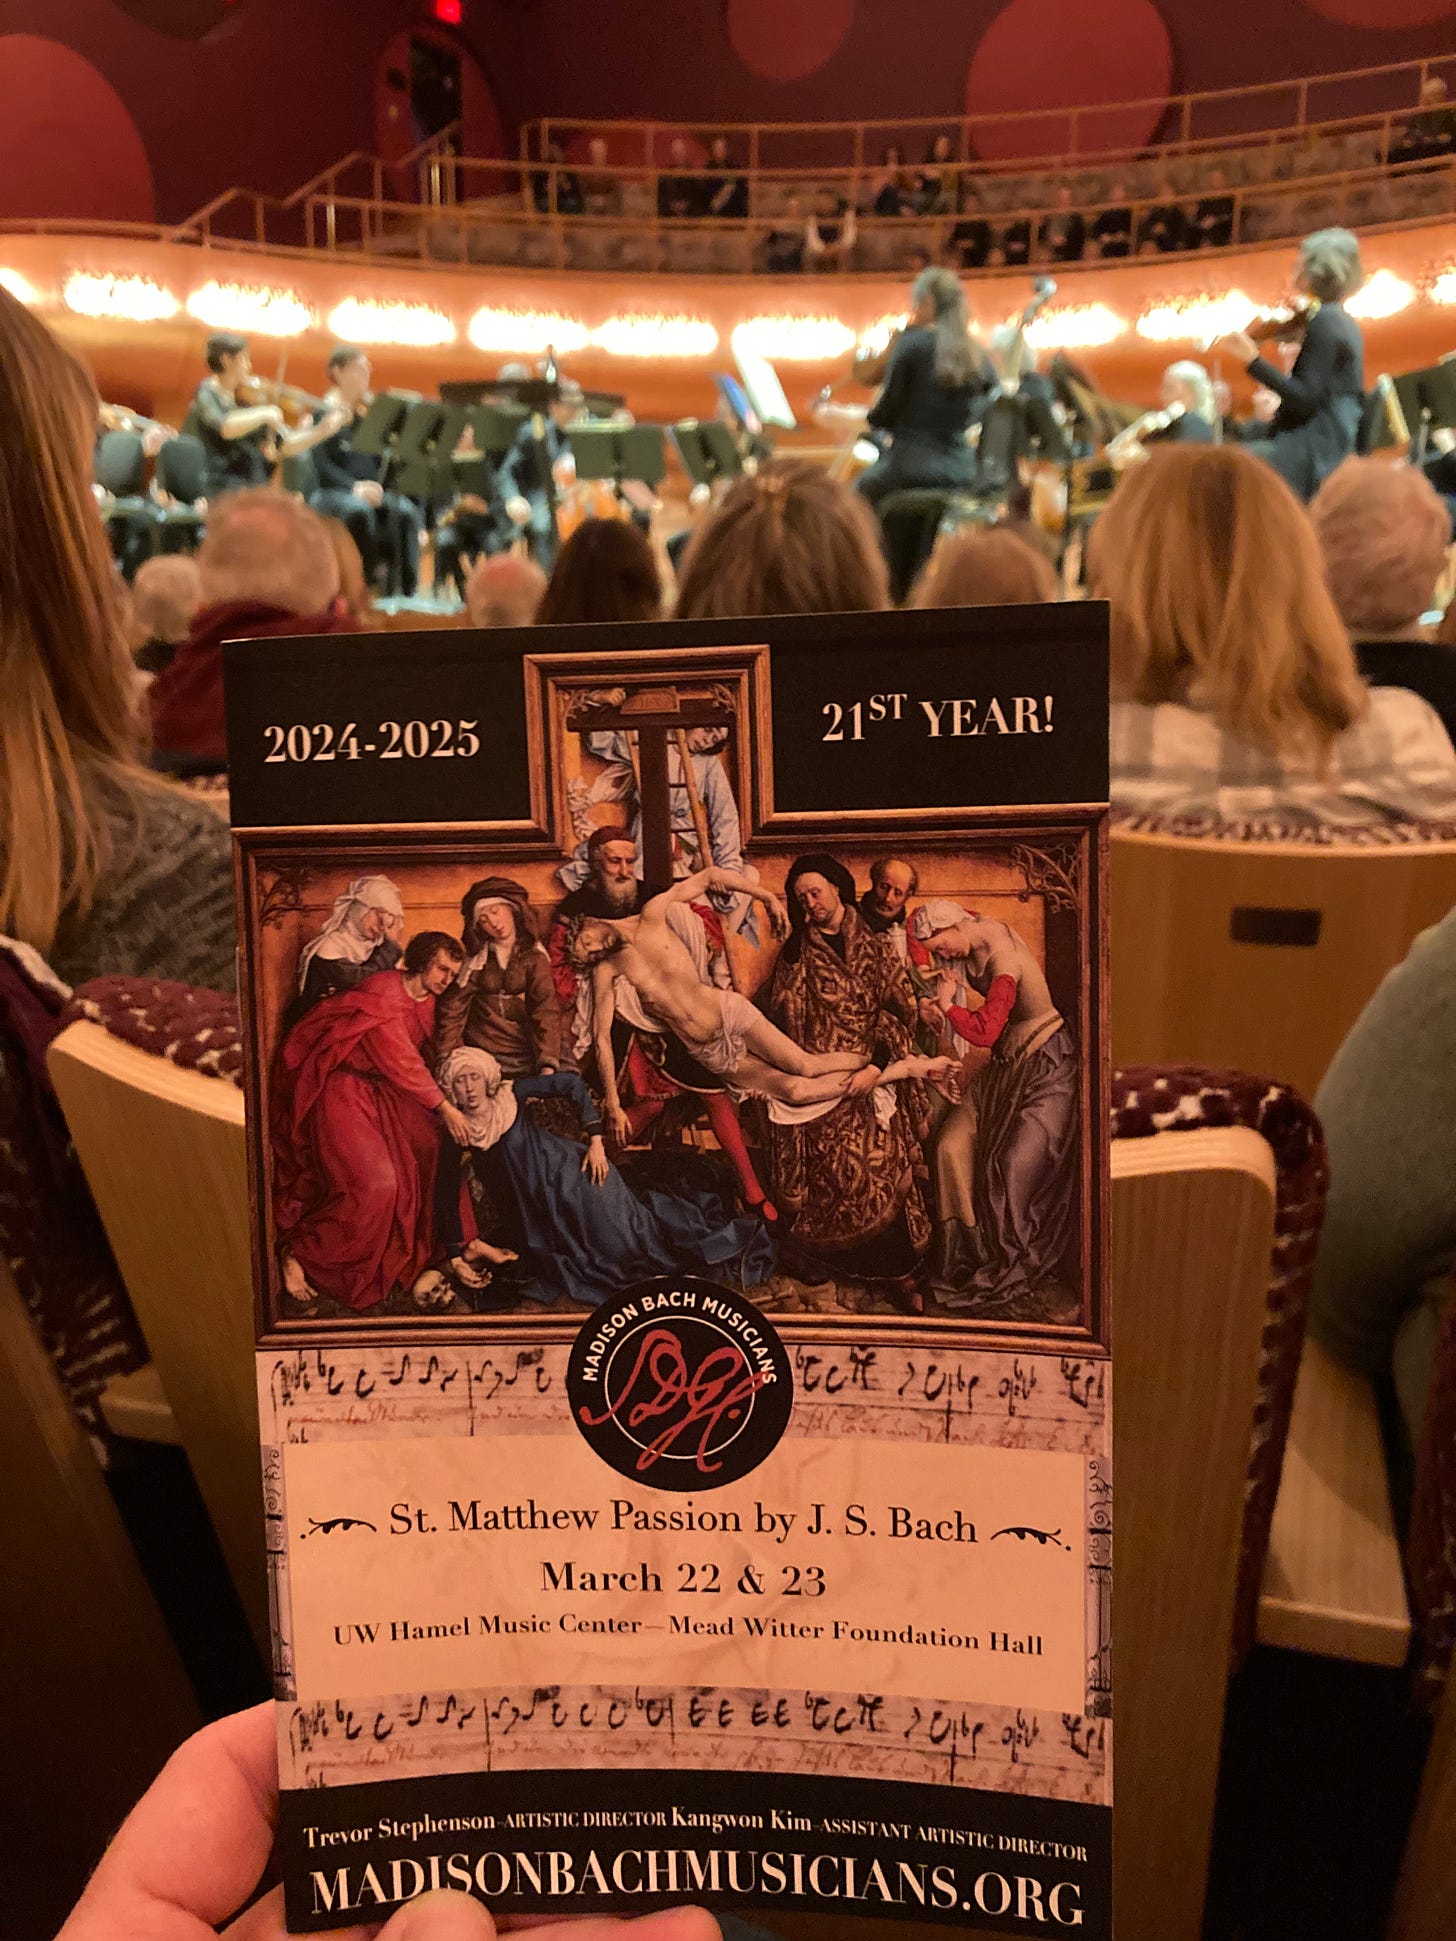 2024-2025
21ST YEAR!
MADISON BACH MUSICIANS
St. Matthew Passion by J. S. Bach
March 22 & 23
UW Hamel Music Center–Mead Witter Foundation Hall
Trevor Stephenson–ARTISTIC DIRECTOR Kangwon Kim–ASSISTANT ARTISTIC DIRECTOR
MADISONBACHMUSICIANS.ORG